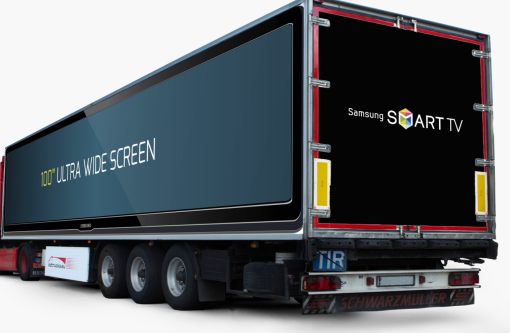 100" ULTRA WIDE SCREEN
Samsung SMART TV
TIR
SCHWARZMÜLLER